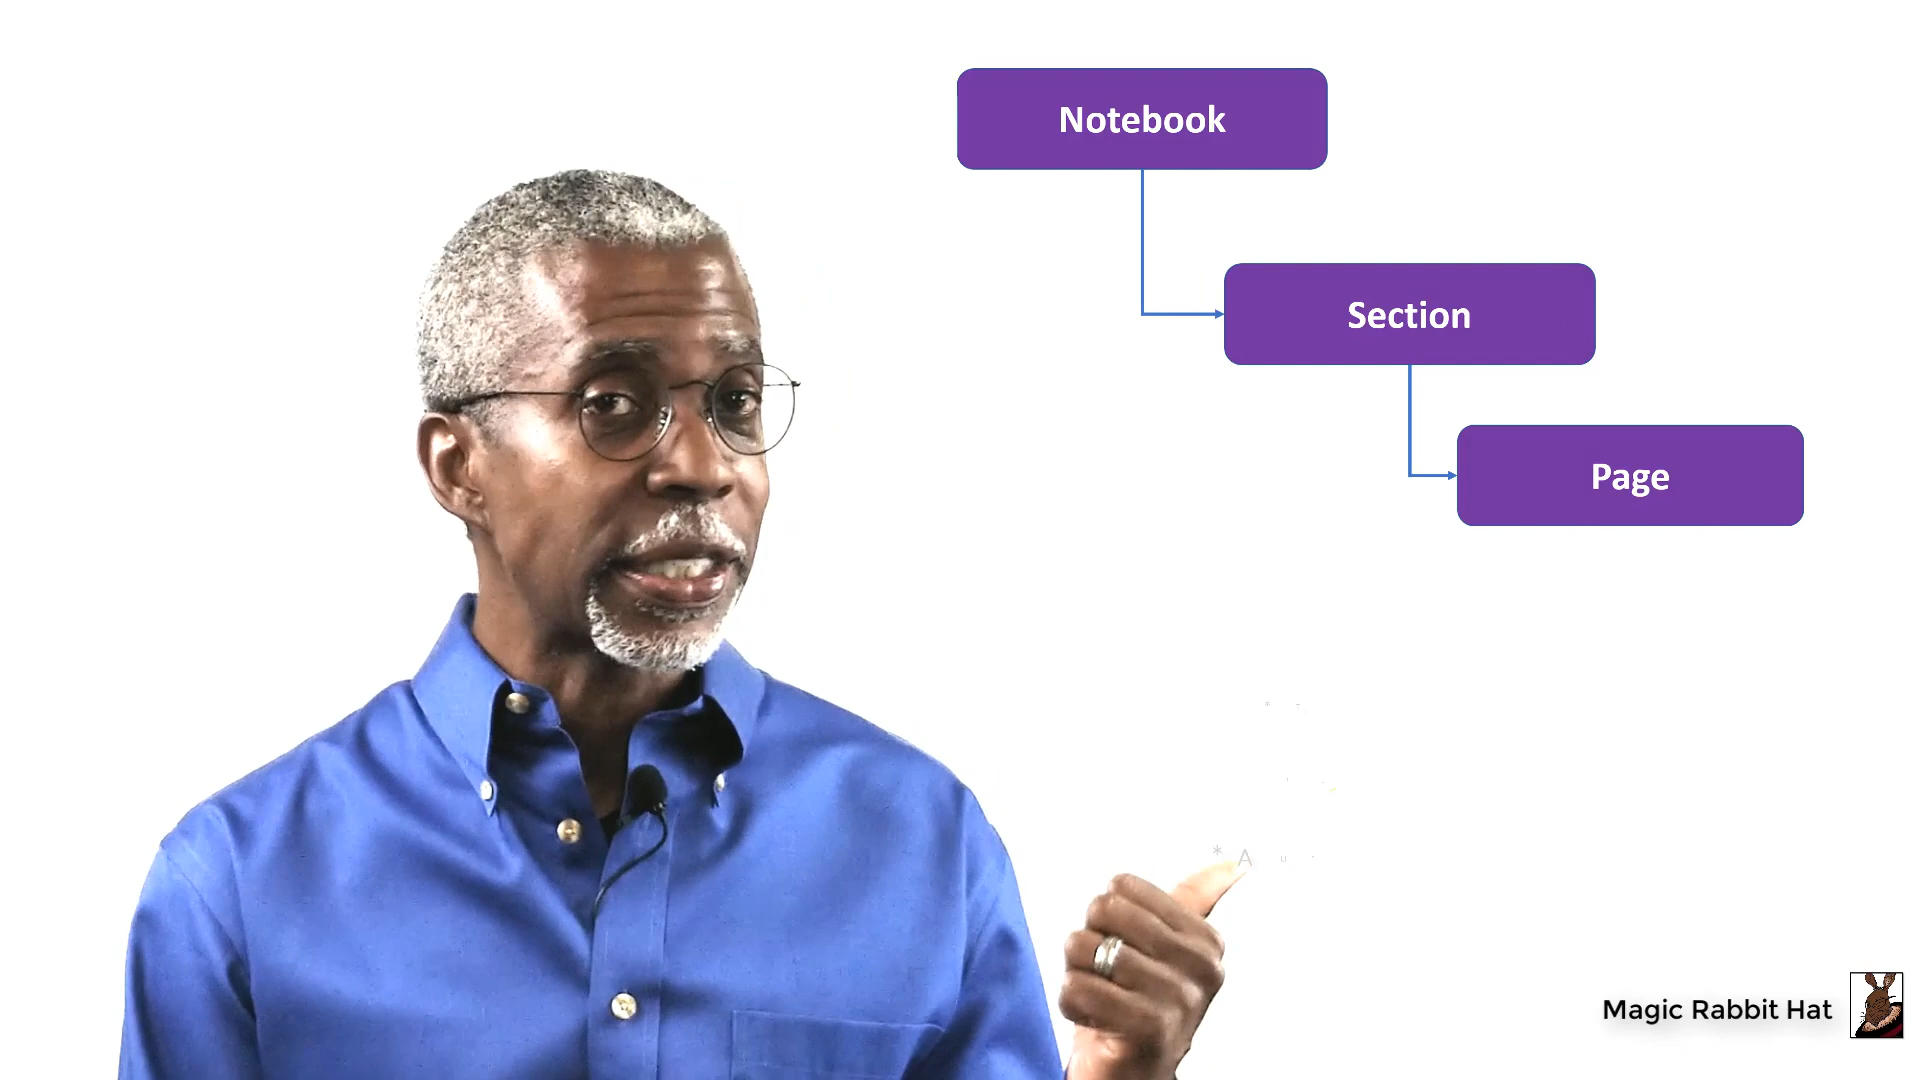 Notebook
Section
Page
* A u
Magic Rabbit Hat